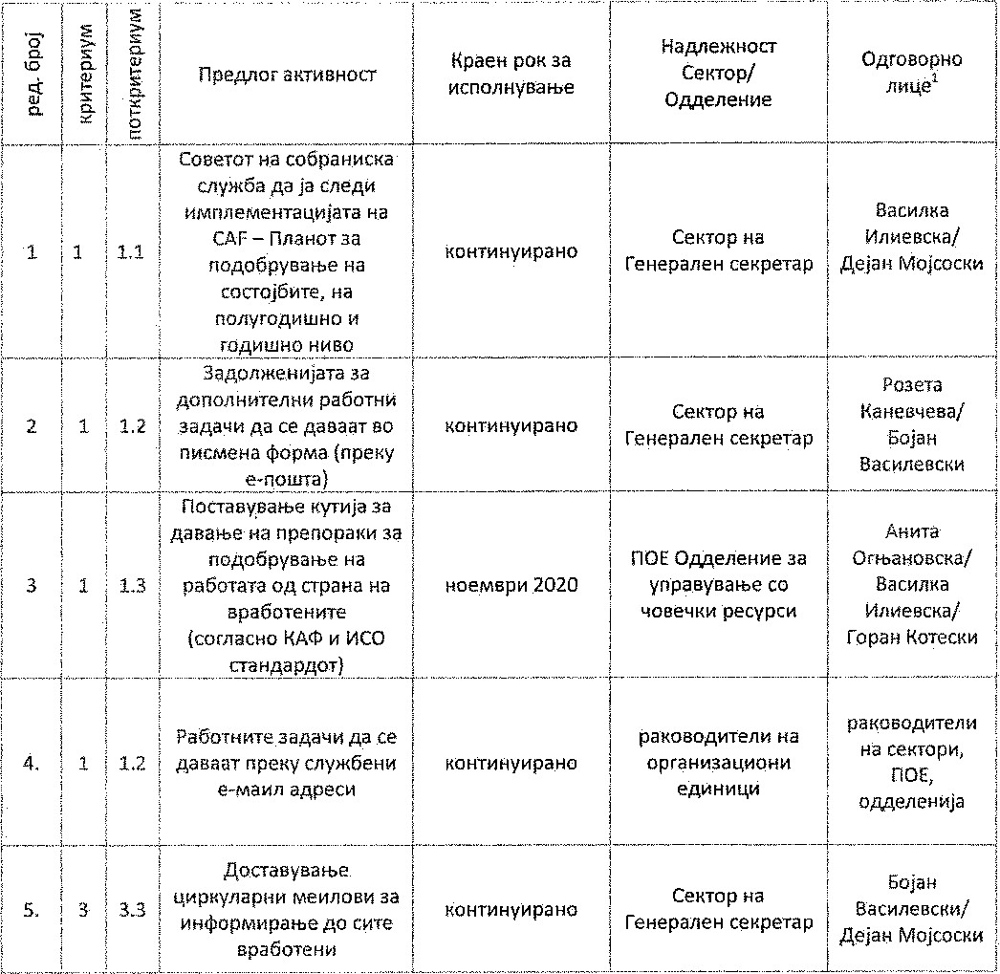 ред. број
критериум
поткритериум
Предлог активност
Краен рок за
исполнување
Надлежност
Сектор/
Одделение
Одговорно
лице¹
1
1
1.1
Советот на собраниска
служба да ја следи
имплементацијата на
CAF – Планот за
подобрување на
состојбите, на
полугодишно и
годишно ниво
континуирано
Сектор на
Генерален секретар
Василка
Илиевска/
Дејан Мојсоски
2
1
1.2
Задолженијата за
дополнителни работни
задачи да се даваат во
писмена форма (преку
е-пошта)
континуирано
Сектор на
Генерален секретар
Розета
Каневчева/
Бојан
Василевски
3
1
1.3
Поставување кутија за
давање на препораки за
подобрување на
работата од страна на
вработените
(согласно КАФ и ИСО
стандардот)
ноември 2020
ПОЕ Одделение за
управување со
човечки ресурси
Анита
Огњановска/
Василка
Илиевска/
Горан Котески
4.
1
1.2
Работните задачи да се
даваат преку службени
е-маил адреси
континуирано
раководители на
организациони
единици
раководители
на сектори,
ПОЕ,
одделенија
5.
3
3.3
Доставување
циркуларни меилови за
информирање до сите
вработени
континуирано
Сектор на
Генерален секретар
Бојан
Василевски/
Дејан Мојсоски